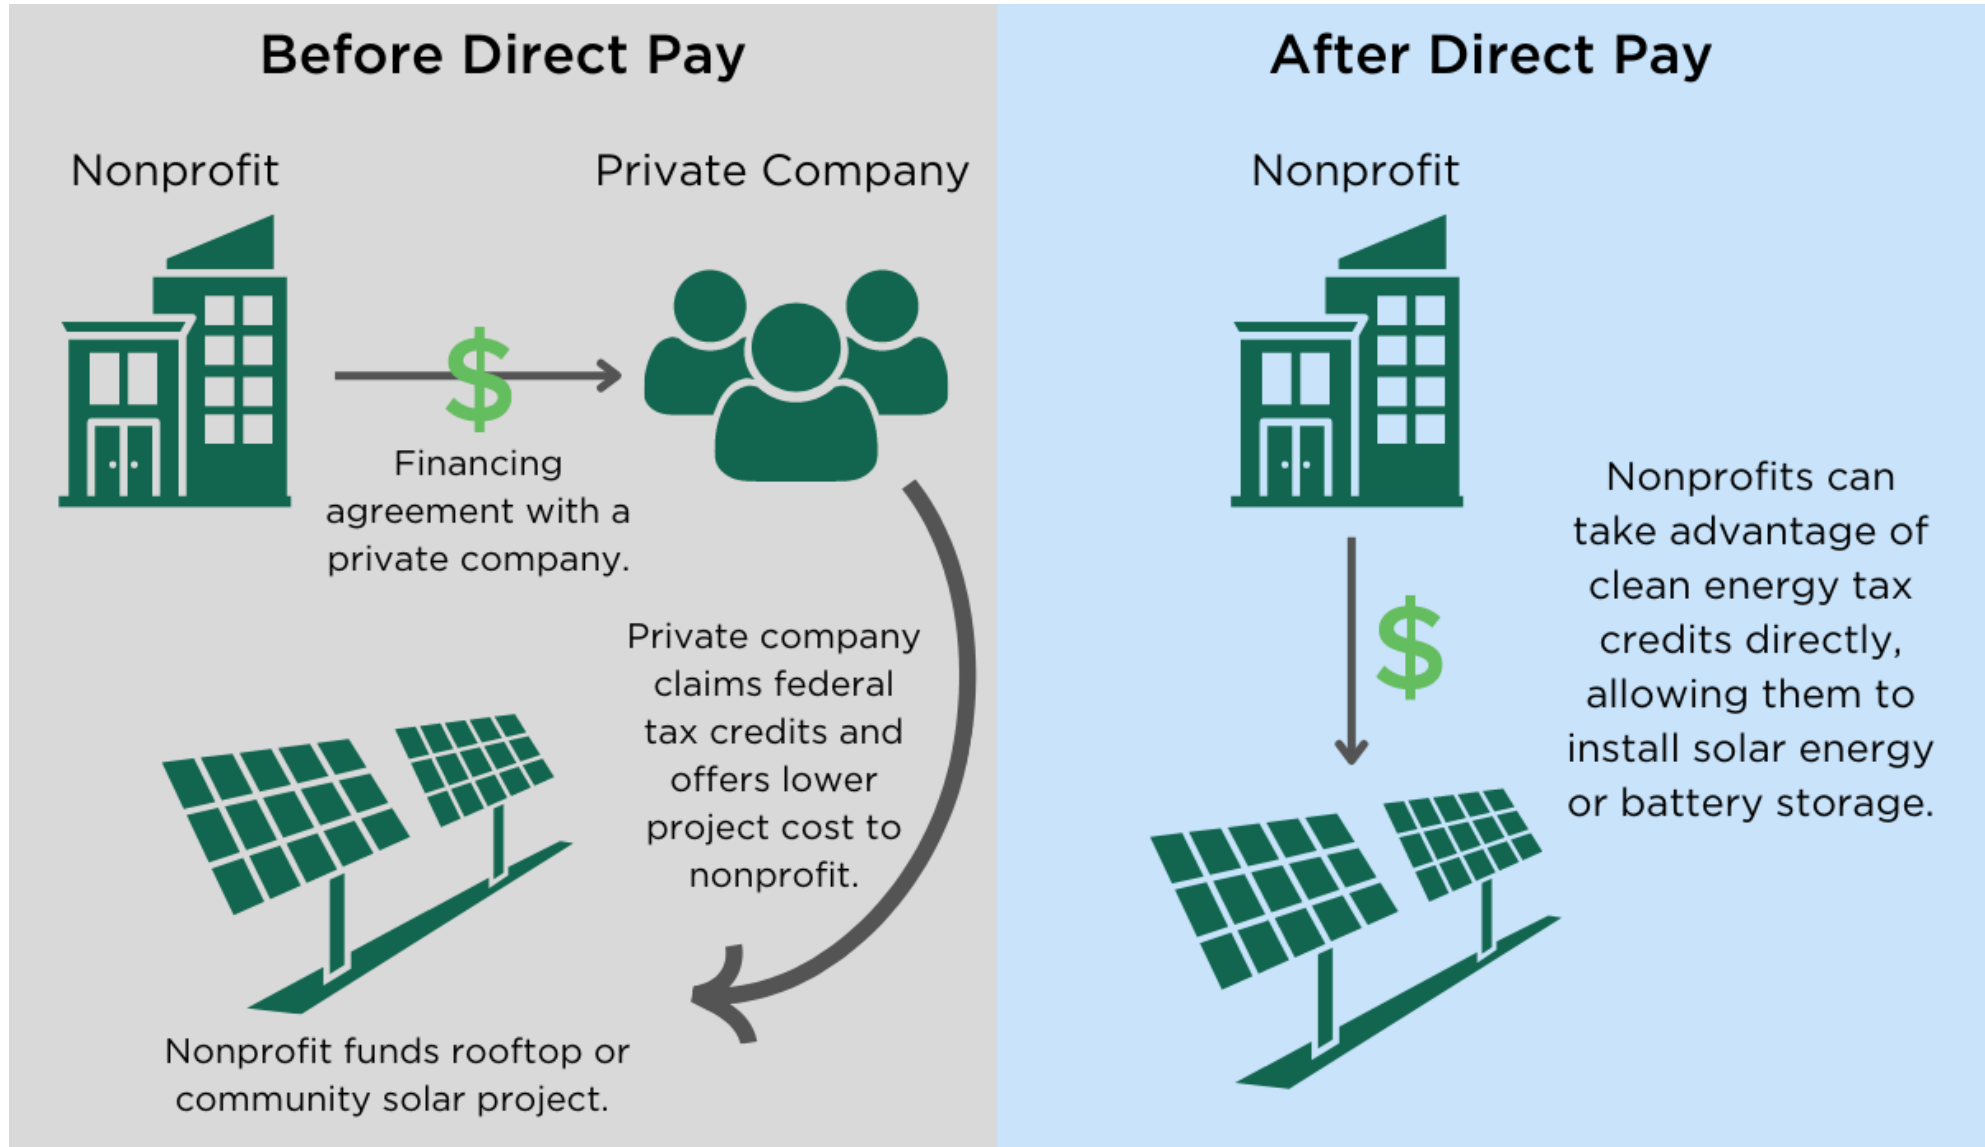 Before Direct Pay
Nonprofit
Private Company
$
Financing
agreement with a
private company.
Private company
claims federal
tax credits and
offers lower
project cost to
nonprofit.
Nonprofit funds rooftop or
community solar project.
After Direct Pay
Nonprofit
$
Nonprofits can
take advantage of
clean energy tax
credits directly,
allowing them to
install solar energy
or battery storage.